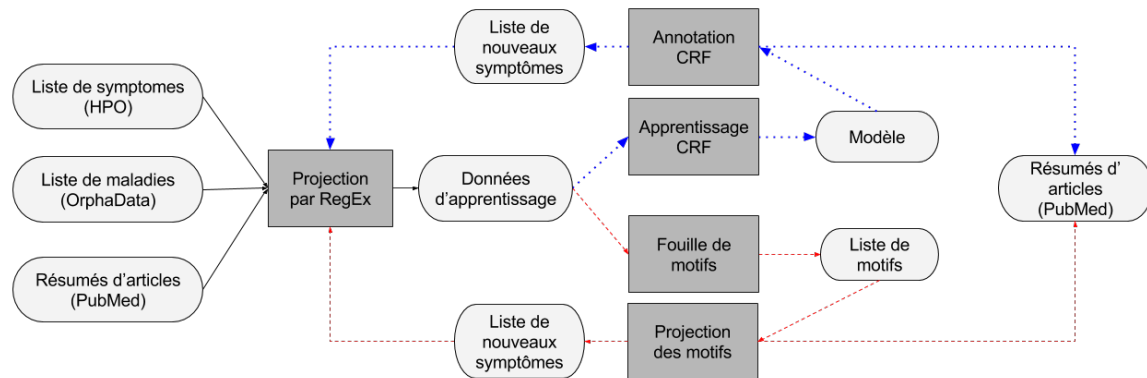 Liste de symptomes
(HPO)
Liste de maladies
(OrphaData)
Résumés d'articles
(PubMed)
Projection
par RegEx
Données
d'apprentissage
Liste de
nouveaux
symptômes
Annotation
CRF
Apprentissage
CRF
Modèle
Fouille de
motifs
Liste de
motifs
Liste de
nouveaux
symptômes
Projection
des motifs
Résumés d'
articles
(PubMed)